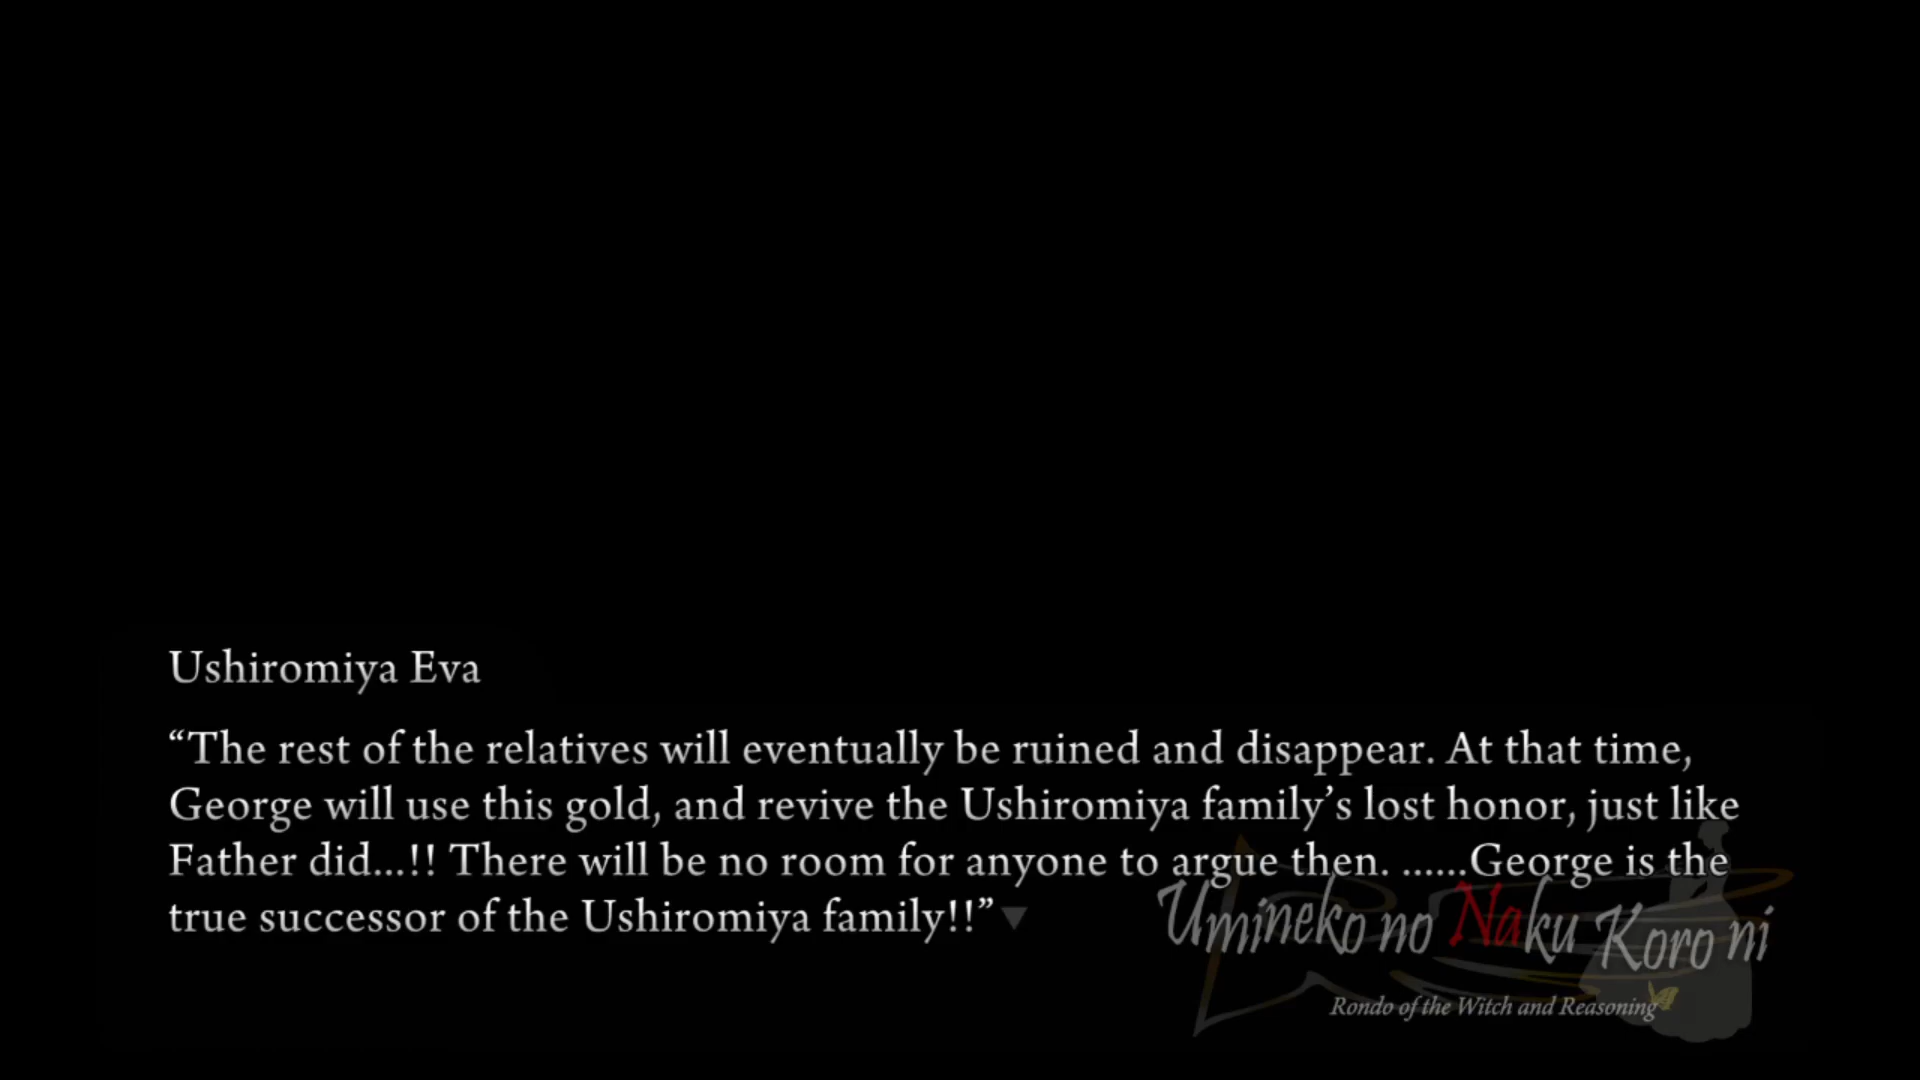 Ushiromiya Eva
“The rest of the relatives will eventually be ruined and disappear. At that time,
George will use this gold, and revive the Ushiromiya family’s lost honor, just like
Father did...!! There will be no room for anyone to argue then. ......George is the
true successor of the Ushiromiya family!!”
Umineko no Naku Koro ni
Rondo of the Witch and Reasoning